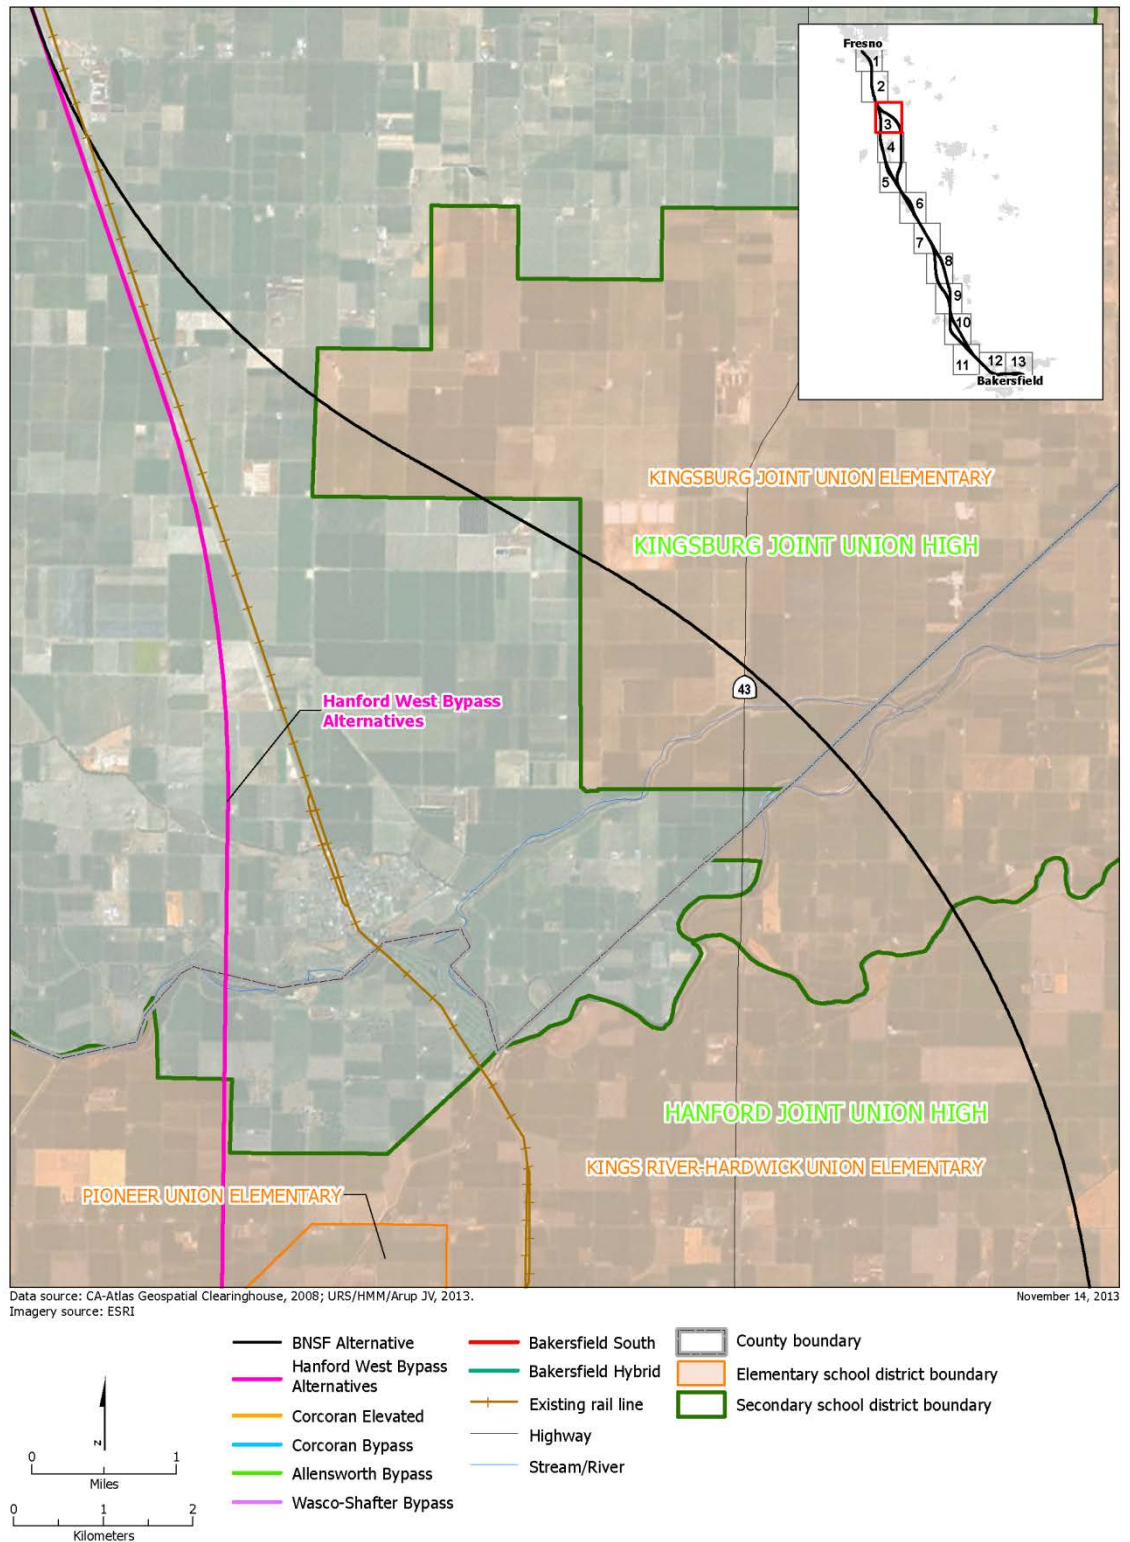 Fresno
1
2
3
4
5
6
7
8
9
10
11
12
13
Bakersfield
KINGSBURG JOINT UNION ELEMENTARY
KINGSBURG JOINT UNION HIGH
43
Hanford West Bypass
Alternatives
HANFORD JOINT UNION HIGH
KINGS RIVER-HARDWICK UNION ELEMENTARY
PIONEER UNION ELEMENTARY
Data source: CA-Atlas Geospatial Clearinghouse, 2008; URS/HMM/Arup JV, 2013.
Imagery source: ESRI
November 14, 2013
BNSF Alternative
Hanford West Bypass
Alternatives
Corcoran Elevated
Corcoran Bypass
Allensworth Bypass
Wasco-Shafter Bypass
Bakersfield South
Bakersfield Hybrid
Existing rail line
Highway
Stream/River
County boundary
Elementary school district boundary
Secondary school district boundary
N
0 1
Miles
0 1 2
Kilometers